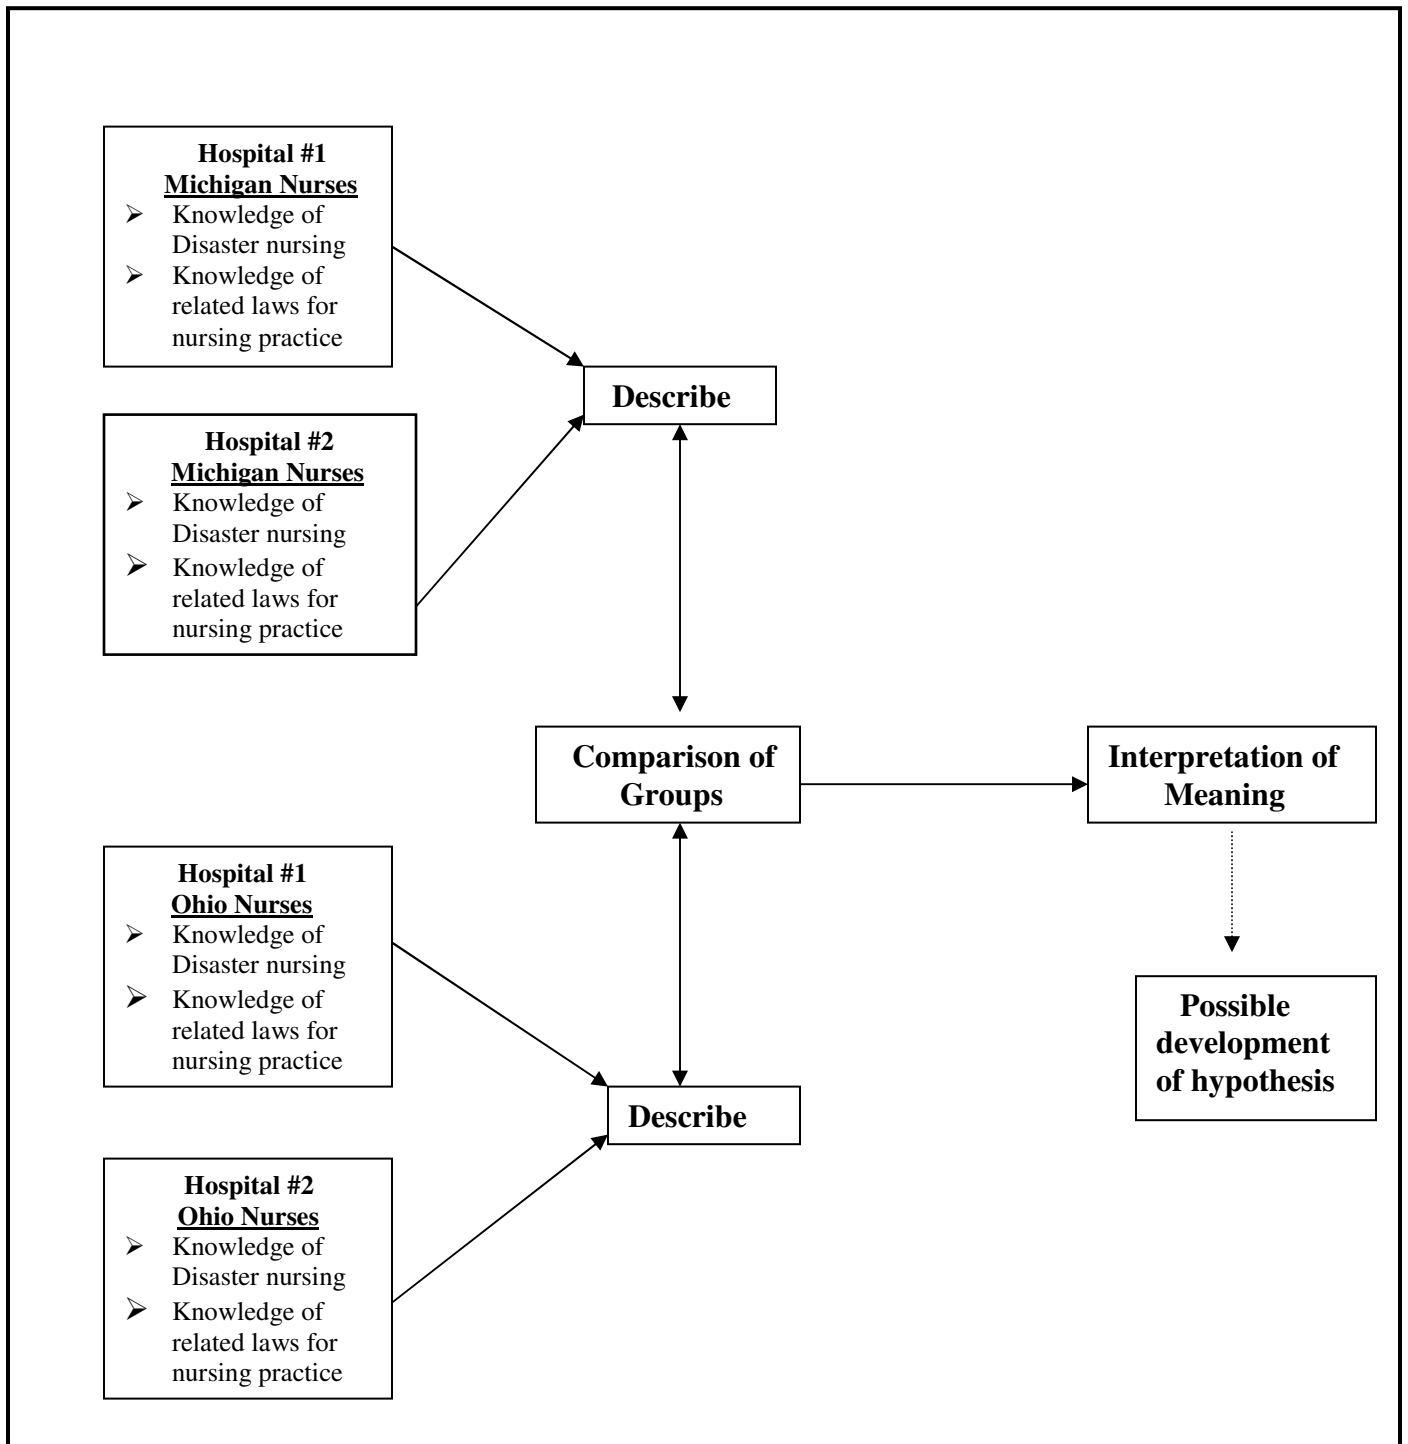 Hospital #1
Michigan Nurses
➢ Knowledge of
Disaster nursing
➢ Knowledge of
related laws for
nursing practice
Describe
Hospital #2
Michigan Nurses
➢ Knowledge of
Disaster nursing
➢ Knowledge of
related laws for
nursing practice
Comparison of
Groups
Interpretation of
Meaning
Hospital #1
Ohio Nurses
➢ Knowledge of
Disaster nursing
➢ Knowledge of
related laws for
nursing practice
Possible
development
of hypothesis
Describe
Hospital #2
Ohio Nurses
➢ Knowledge of
Disaster nursing
➢ Knowledge of
related laws for
nursing practice